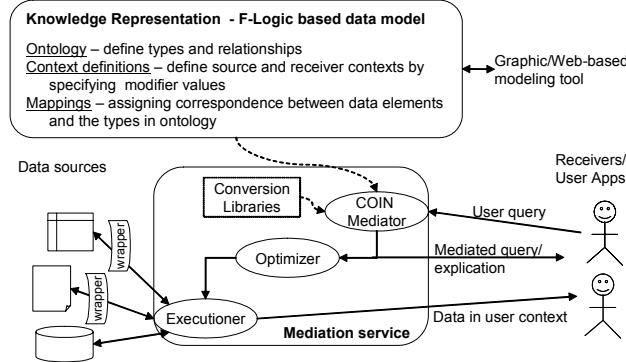 Knowledge Representation - F-Logic based data model
Ontology – define types and relationships
Context definitions – define source and receiver contexts by
specifying modifier values
Mappings – assigning correspondence between data elements
and the types in ontology
Graphic/Web-based
modeling tool
Data sources
Receivers/
User Apps
Conversion
Libraries
COIN
Mediator
User query
wrapper
Optimizer
Mediated query/
explication
wrapper
Executioner
Data in user context
Mediation service